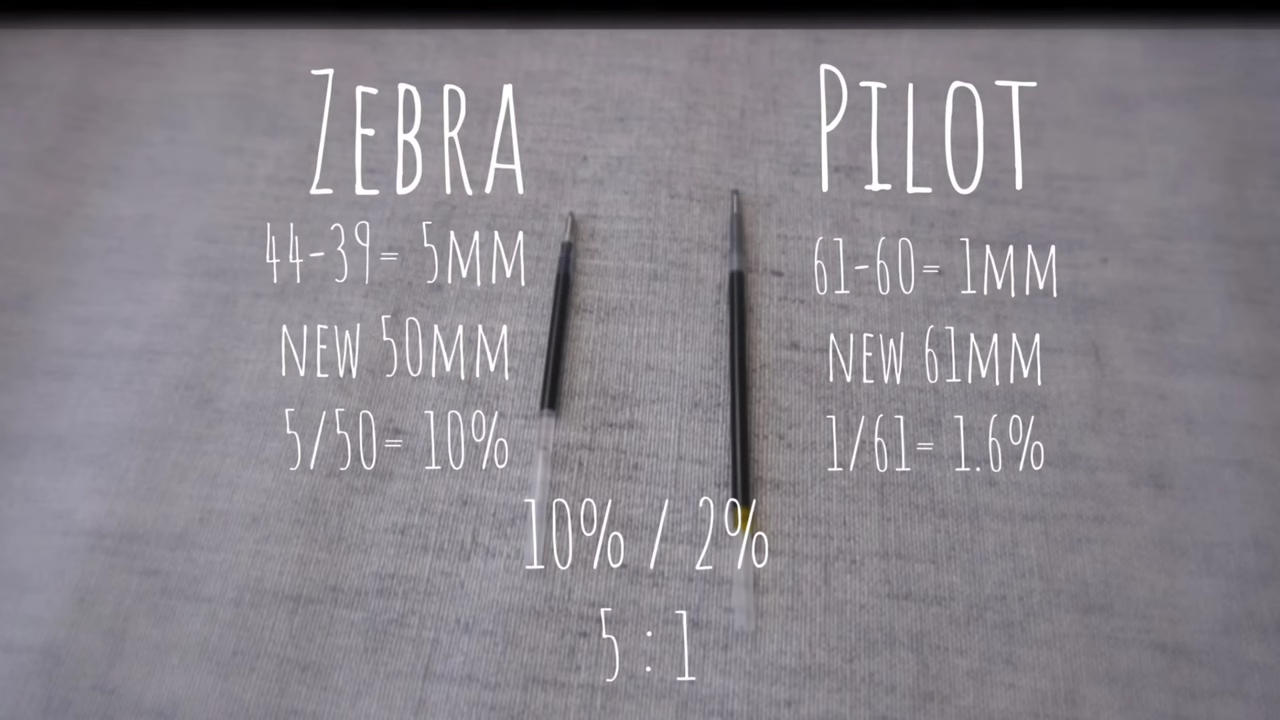 ZEBRA
44-39= 5MM
NEW 50MM
5/50= 10%
PILOT
61-60= 1MM
NEW 61MM
1/61= 1.6%
10% / 2%
5 : 1